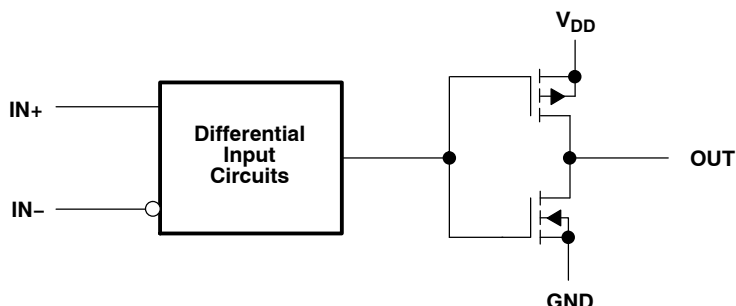 VDD
IN+
Differential
Input
Circuits
OUT
IN−
GND